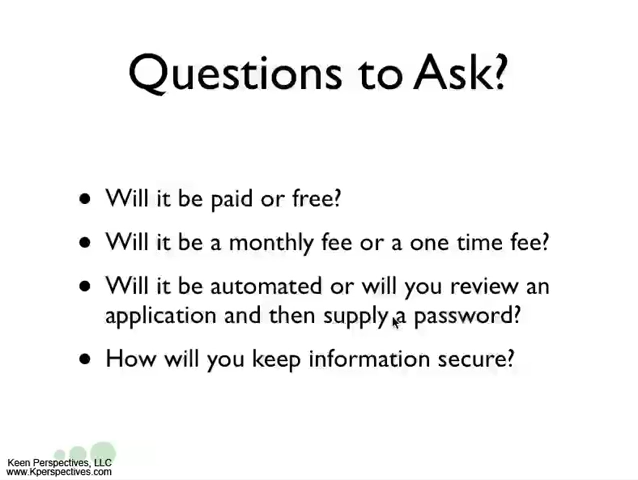 Questions to Ask?
• Will it be paid or free?
• Will it be a monthly fee or a one time fee?
• Will it be automated or will you review an
application and then supply a password?
• How will you keep information secure?
Keen Perspectives, LLC
www.Kperspectives.com